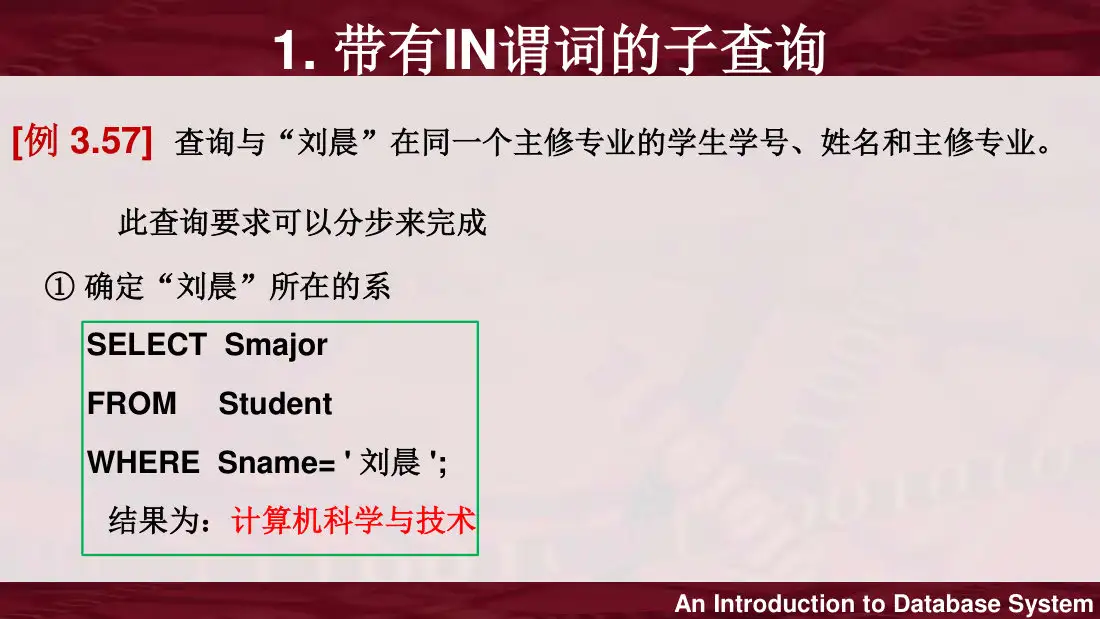 1. 带有IN谓词的子查询
[例 3.57] 查询与“刘晨”在同一个主修专业的学生学号、姓名和主修专业。
此查询要求可以分步来完成
① 确定“刘晨”所在的系
SELECT Smajor
FROM Student
WHERE Sname= ' 刘晨 ';
结果为：计算机科学与技术
An Introduction to Database System